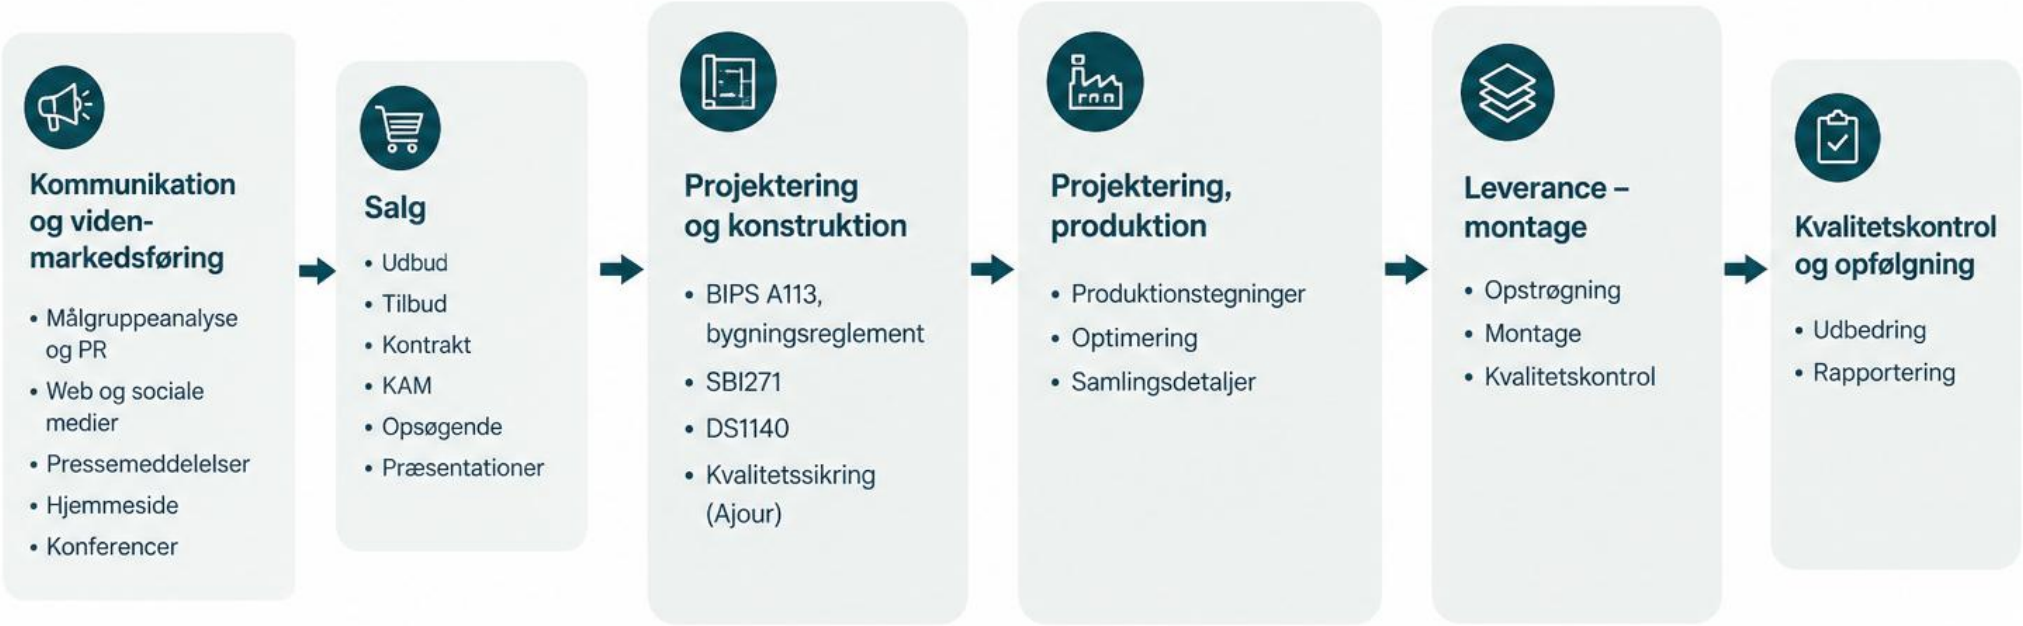 Kommunikation
og viden-
markedsføring
• Målgruppeanalyse
og PR
• Web og sociale
medier
• Pressemeddelelser
• Hjemmeside
• Konferencer
Salg
• Udbud
• Tilbud
• Kontrakt
• KAM
• Opsøgende
• Præsentationer
Projektering
og konstruktion
• BIPS A113,
bygningsreglement
• SBI271
• DS1140
• Kvalitetssikring
(Ajour)
Projektering,
produktion
• Produktionstegninger
• Optimering
• Samlingsdetaljer
Leverance –
montage
• Opstrøgning
• Montage
• Kvalitetskontrol
Kvalitetskontrol
og opfølgning
• Udbedring
• Rapportering